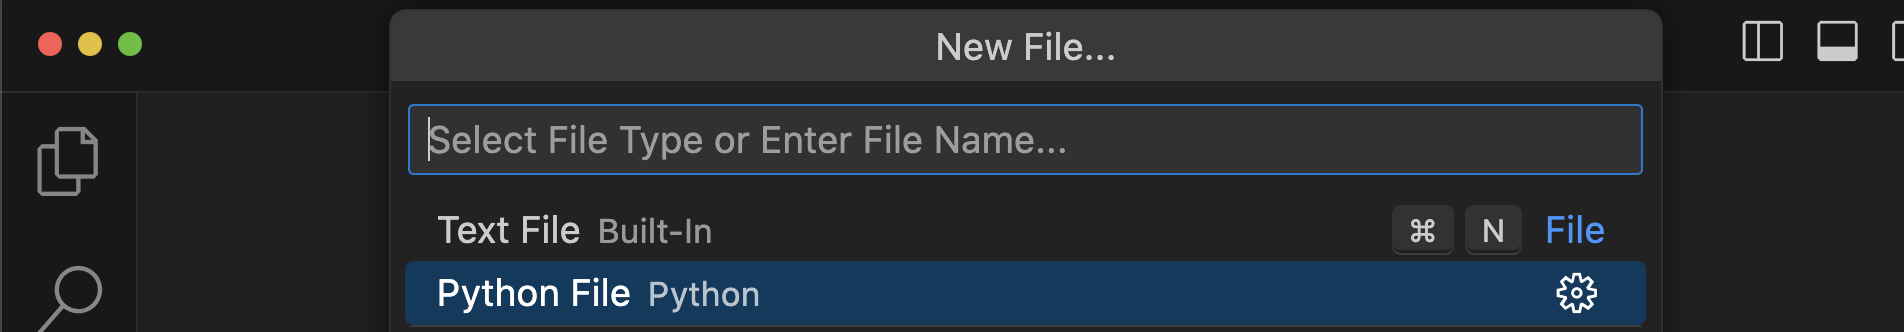 New File...
Select File Type or Enter File Name...
Text File Built-In ⌘ N File
Python File Python